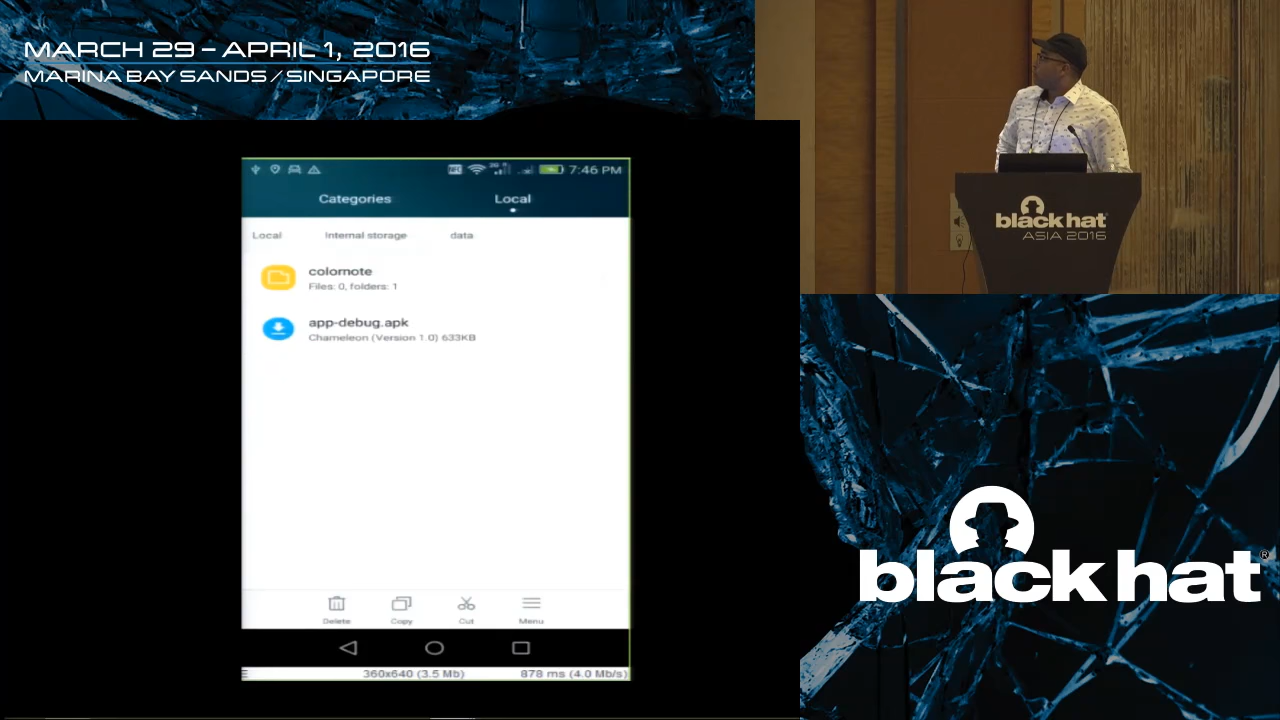 MARCH 29 – APRIL 1, 2016
MARINA BAY SANDS / SINGAPORE
7:46 PM
Categories Local
Local Internal storage data
colornote
Files: 0, folders: 1
app-debug.apk
Chameleon (Version 1.0) 633KB
Delete Copy Cut Menu
360x640 (3.5 Mb) 878 ms (4.0 Mb/s)
black hat
ASIA 2016
black hat®